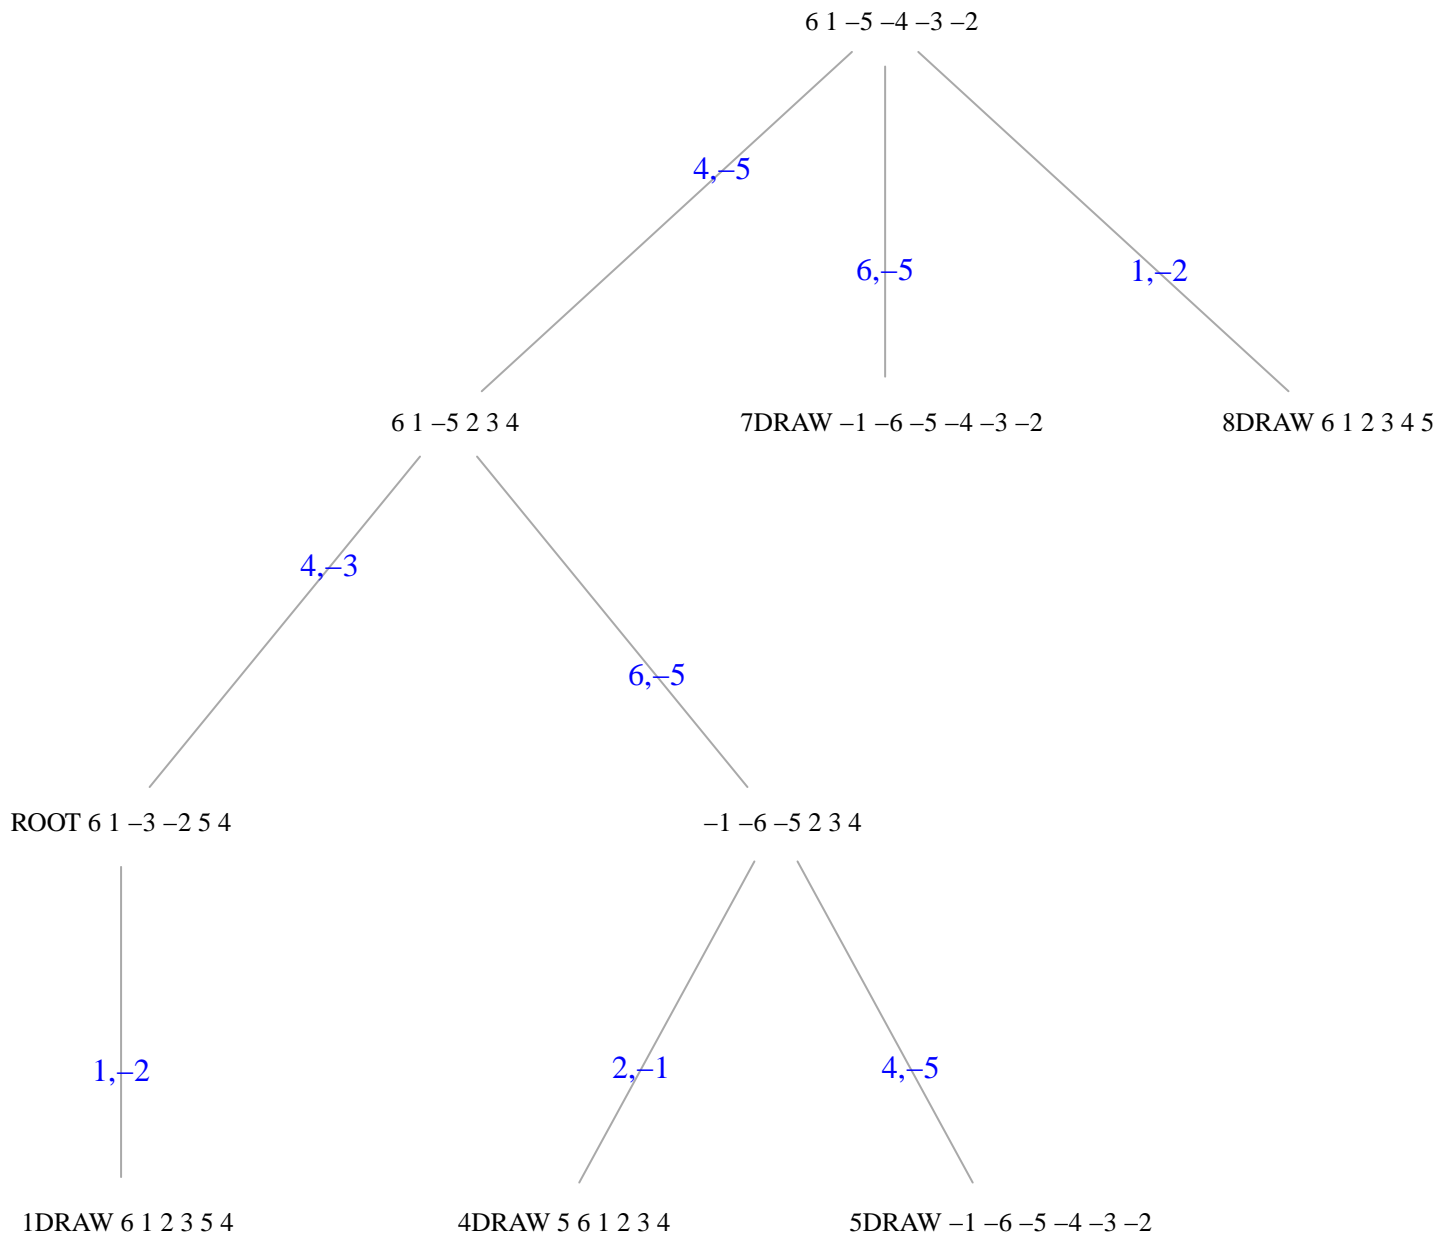 6 1 –5 –4 –3 –2
4,–5
6,–5
1,–2
6 1 –5 2 3 4
7DRAW –1 –6 –5 –4 –3 –2
8DRAW 6 1 2 3 4 5
4,–3
6,–5
ROOT 6 1 –3 –2 5 4
–1 –6 –5 2 3 4
1,–2
2,–1
4,–5
1DRAW 6 1 2 3 5 4
4DRAW 5 6 1 2 3 4
5DRAW –1 –6 –5 –4 –3 –2